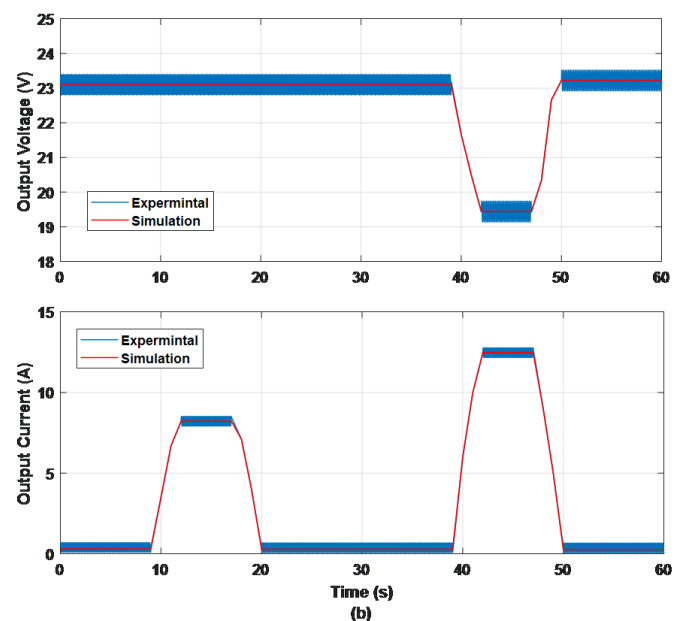 25
24
23
22
21
20
19
18
Output Voltage (V)
Expermintal
Simulation
0 10 20 30 40 50 60
15
10
5
0
Output Current (A)
Expermintal
Simulation
0 10 20 30 40 50 60
Time (s)
(b)